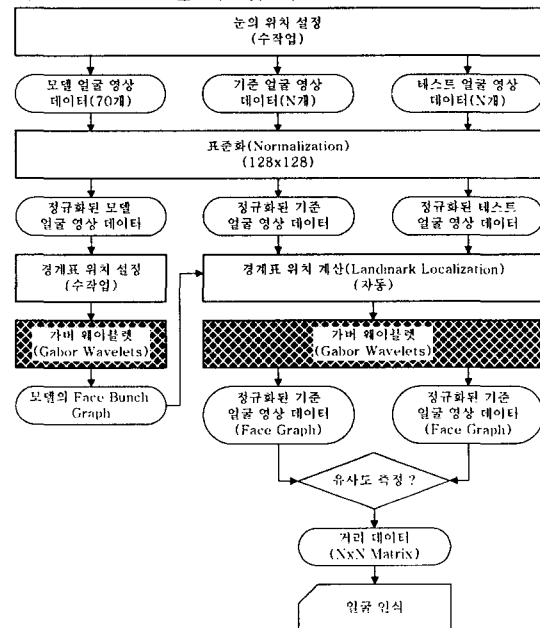 눈의 위치 설정
(수작업)
모델 얼굴 영상
데이터(70개)
기준 얼굴 영상
데이터(N개)
테스트 얼굴 영상
데이터(N개)
표준화(Normalization)
(128x128)
정규화된 모델
얼굴 영상 데이터
정규화된 기준
얼굴 영상 데이터
정규화된 테스트
얼굴 영상 데이터
경계표 위치 설정
(수작업)
경계표 위치 계산(Landmark Localization)
(자동)
가버 웨이블렛
(Gabor Wavelets)
가버 웨이블렛
(Gabor Wavelets)
모델의 Face Bunch
Graph
정규화된 기준
얼굴 영상 데이터
(Face Graph)
정규화된 기준
얼굴 영상 데이터
(Face Graph)
유사도 측정 ?
거리 데이터
(NxN Matrix)
얼굴 인식